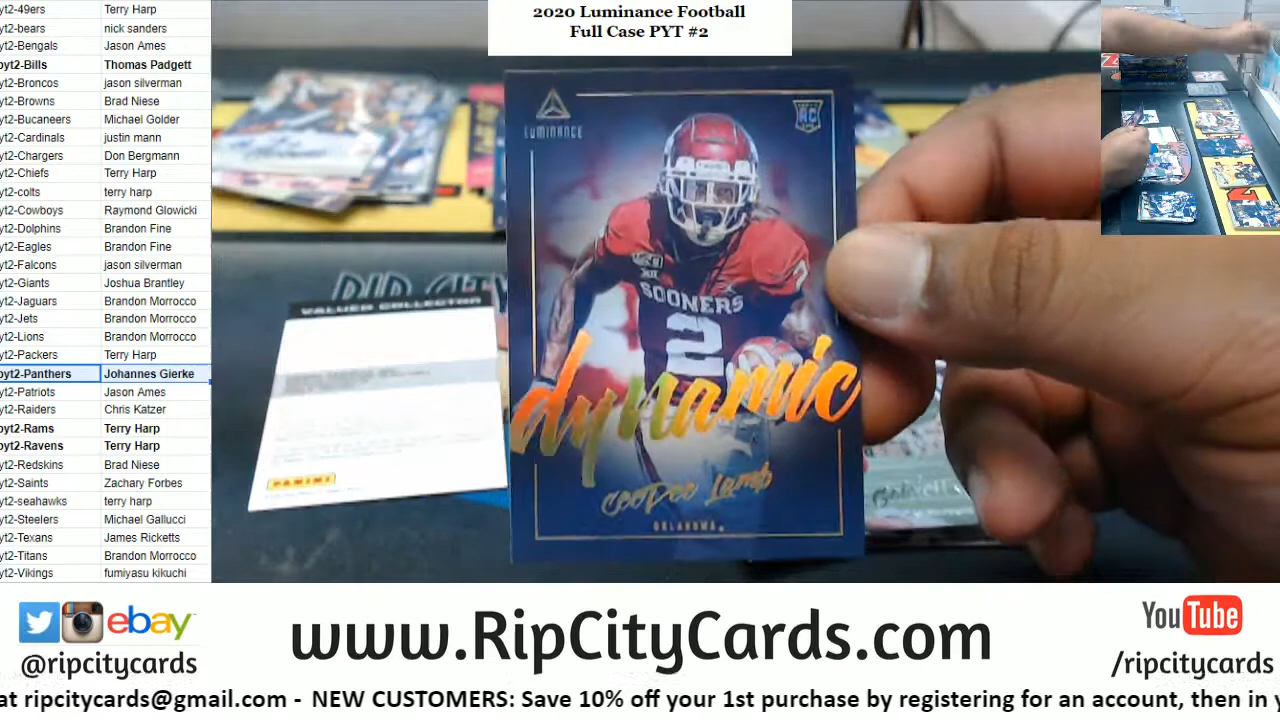 2020 Luminance Football
Full Case PYT #2
yt2-49ers Terry Harp
yt2-bears nick sanders
yt2-Bengals Jason Ames
pyt2-Bills Thomas Padgett
yt2-Broncos jason silverman
yt2-Browns Brad Niese
yt2-Bucaneers Michael Golder
yt2-Cardinals justin mann
yt2-Chargers Don Bergmann
yt2-Chiefs Terry Harp
yt2-colts terry harp
yt2-Cowboys Raymond Glowicki
yt2-Dolphins Brandon Fine
yt2-Eagles Brandon Fine
yt2-Falcons jason silverman
yt2-Giants Joshua Brantley
yt2-Jaguars Brandon Morrocco
yt2-Jets Brandon Morrocco
yt2-Lions Brandon Morrocco
yt2-Packers Terry Harp
pyt2-Panthers Johannes Gierke
yt2-Patriots Jason Ames
yt2-Raiders Chris Katzer
pyt2-Rams Terry Harp
pyt2-Ravens Terry Harp
yt2-Redskins Brad Niese
yt2-Saints Zachary Forbes
yt2-seahawks terry harp
yt2-Steelers Michael Gallucci
yt2-Texans James Ricketts
yt2-Titans Brandon Morrocco
yt2-Vikings fumiyasu kikuchi
LUMINANCE
RC
SOONERS
2
dynamic
CeeDee Lamb
OKLAHOMA
RIP CITY
VALUED COLLECTOR
PANINI
ebay
@ripcitycards
www.RipCityCards.com
YouTube
/ripcitycards
at ripcitycards@gmail.com - NEW CUSTOMERS: Save 10% off your 1st purchase by registering for an account, then in y